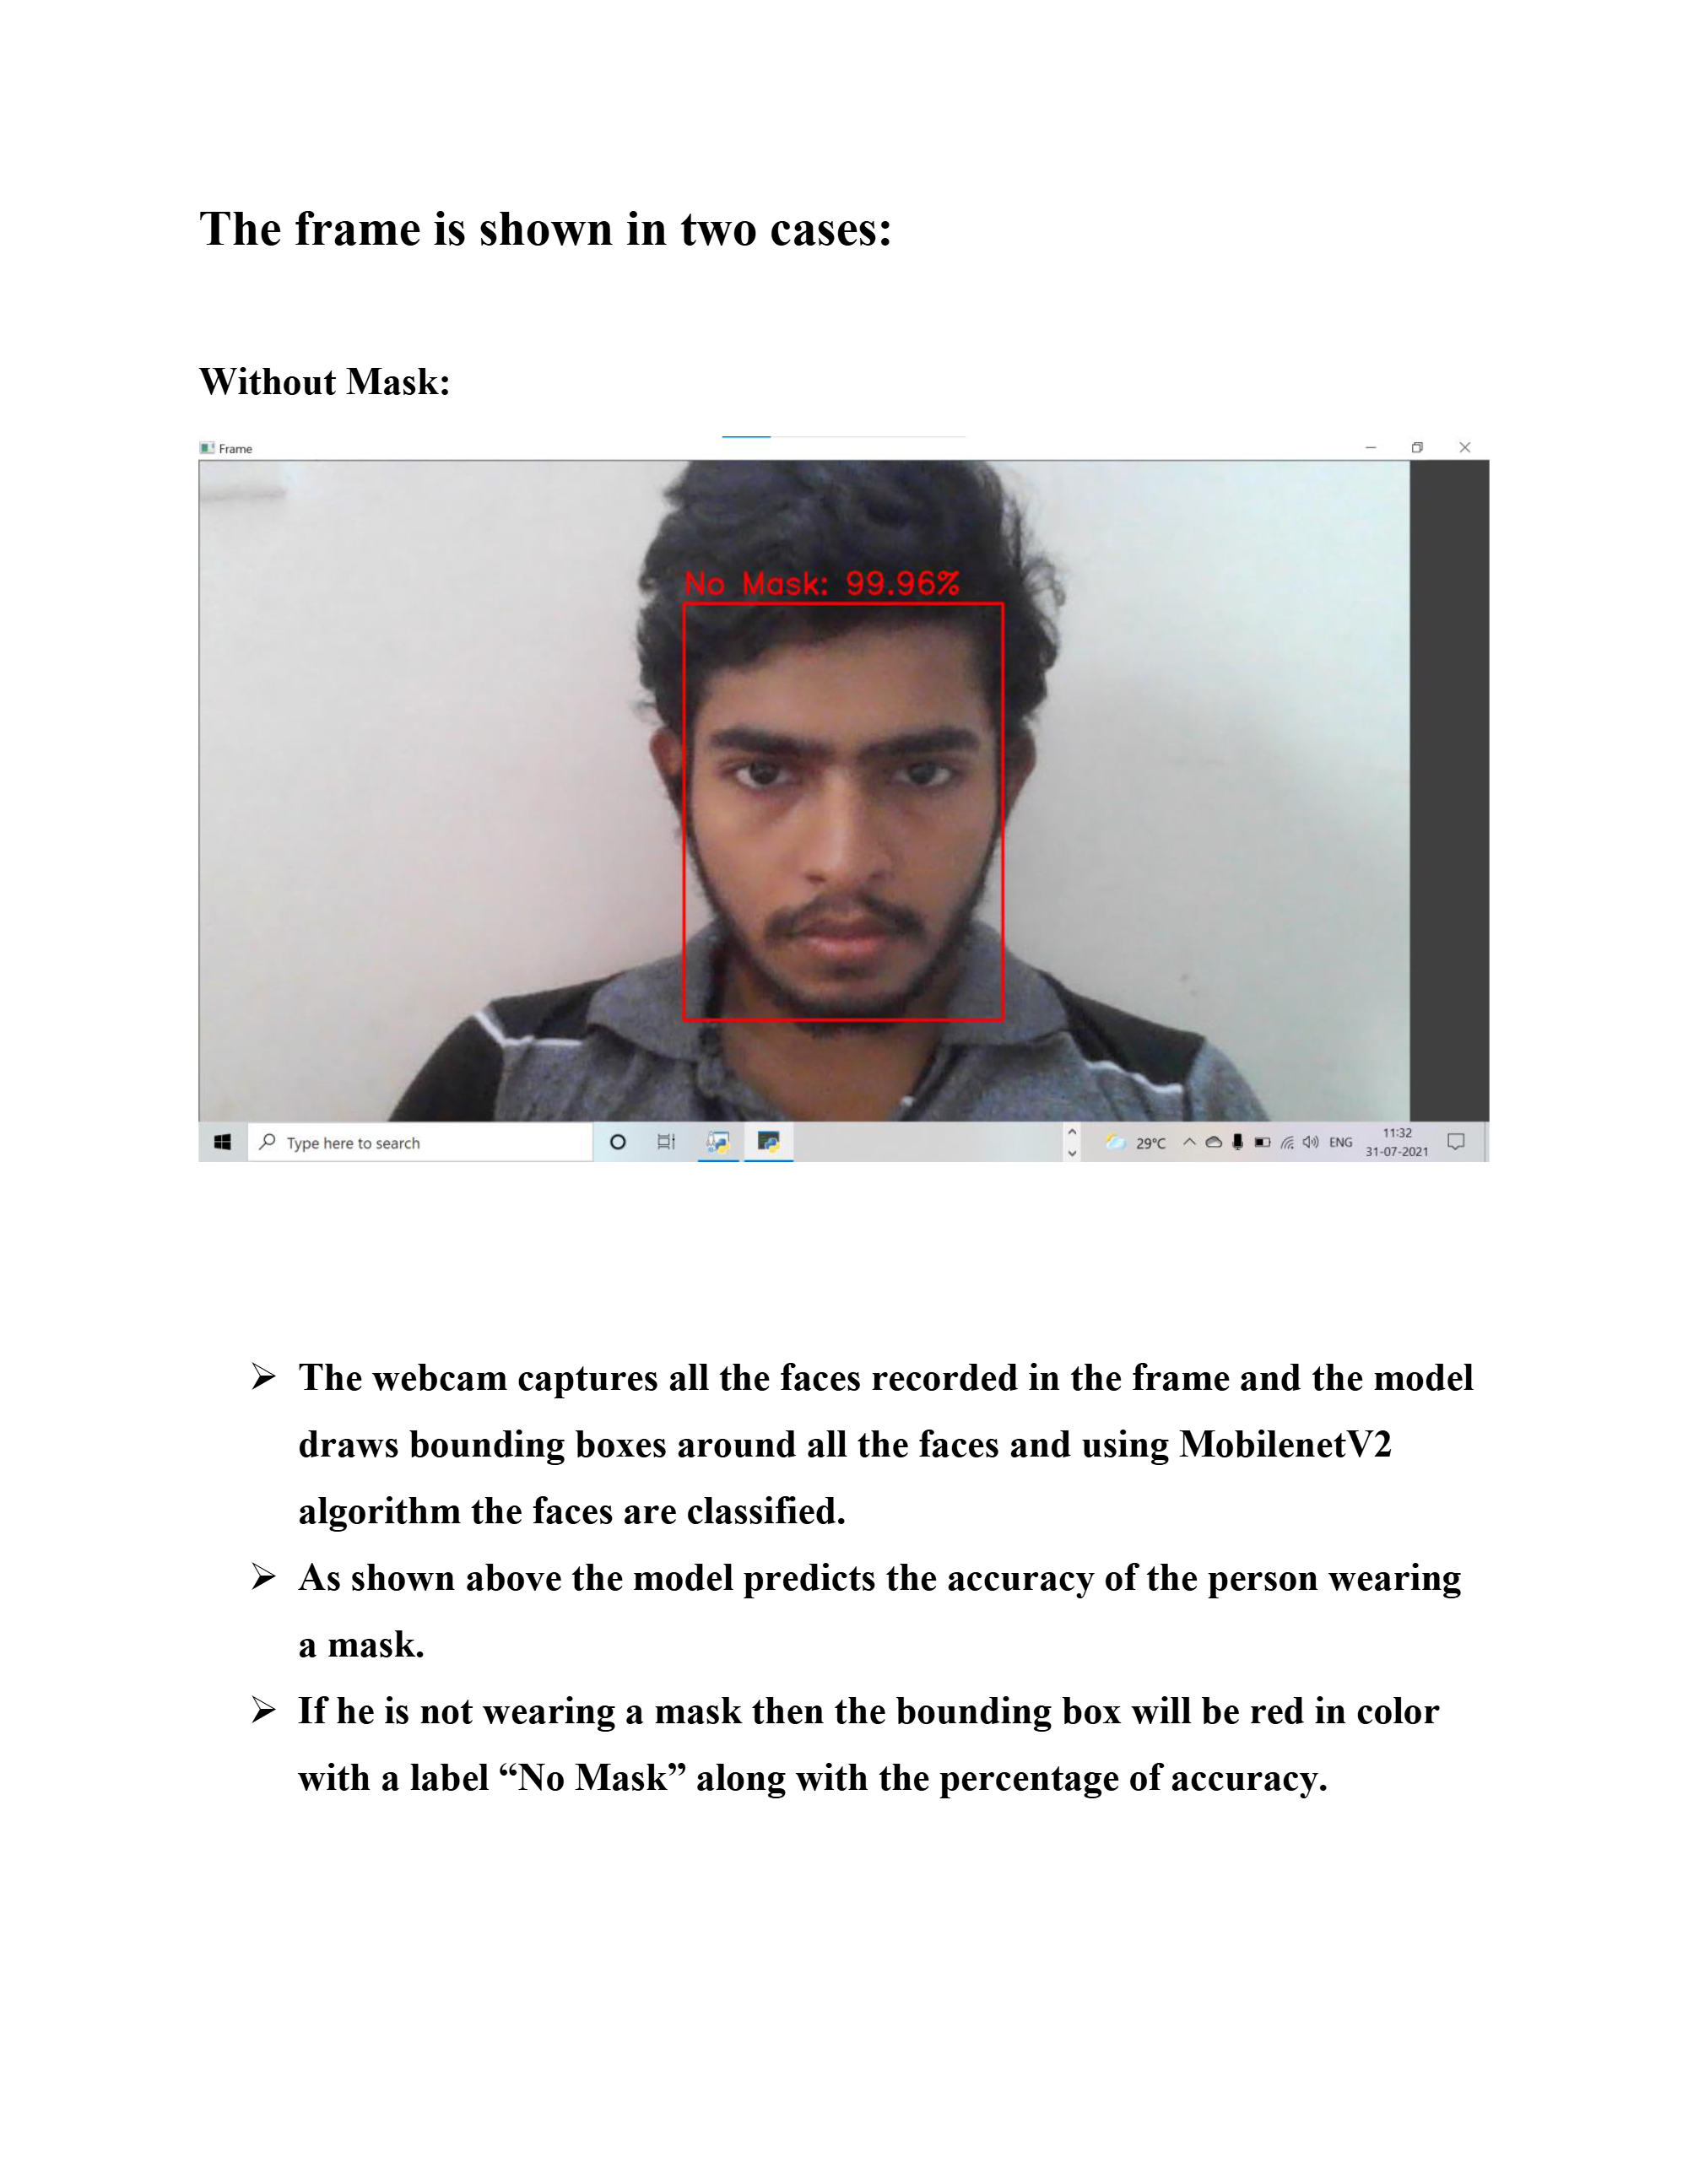 The frame is shown in two cases:
Without Mask:
Frame
No Mask: 99.96%
Type here to search
29°C
ENG
11:32
31-07-2021
➢ The webcam captures all the faces recorded in the frame and the model
draws bounding boxes around all the faces and using MobilenetV2
algorithm the faces are classified.
➢ As shown above the model predicts the accuracy of the person wearing
a mask.
➢ If he is not wearing a mask then the bounding box will be red in color
with a label “No Mask” along with the percentage of accuracy.